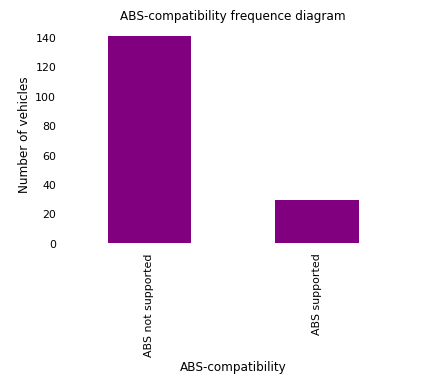 ABS-compatibility frequence diagram
Number of vehicles
140
120
100
80
60
40
20
0
ABS not supported
ABS supported
ABS-compatibility